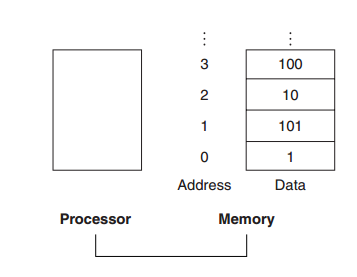 ⋮ ⋮
3 100
2 10
1 101
0 1
Address Data
Processor Memory